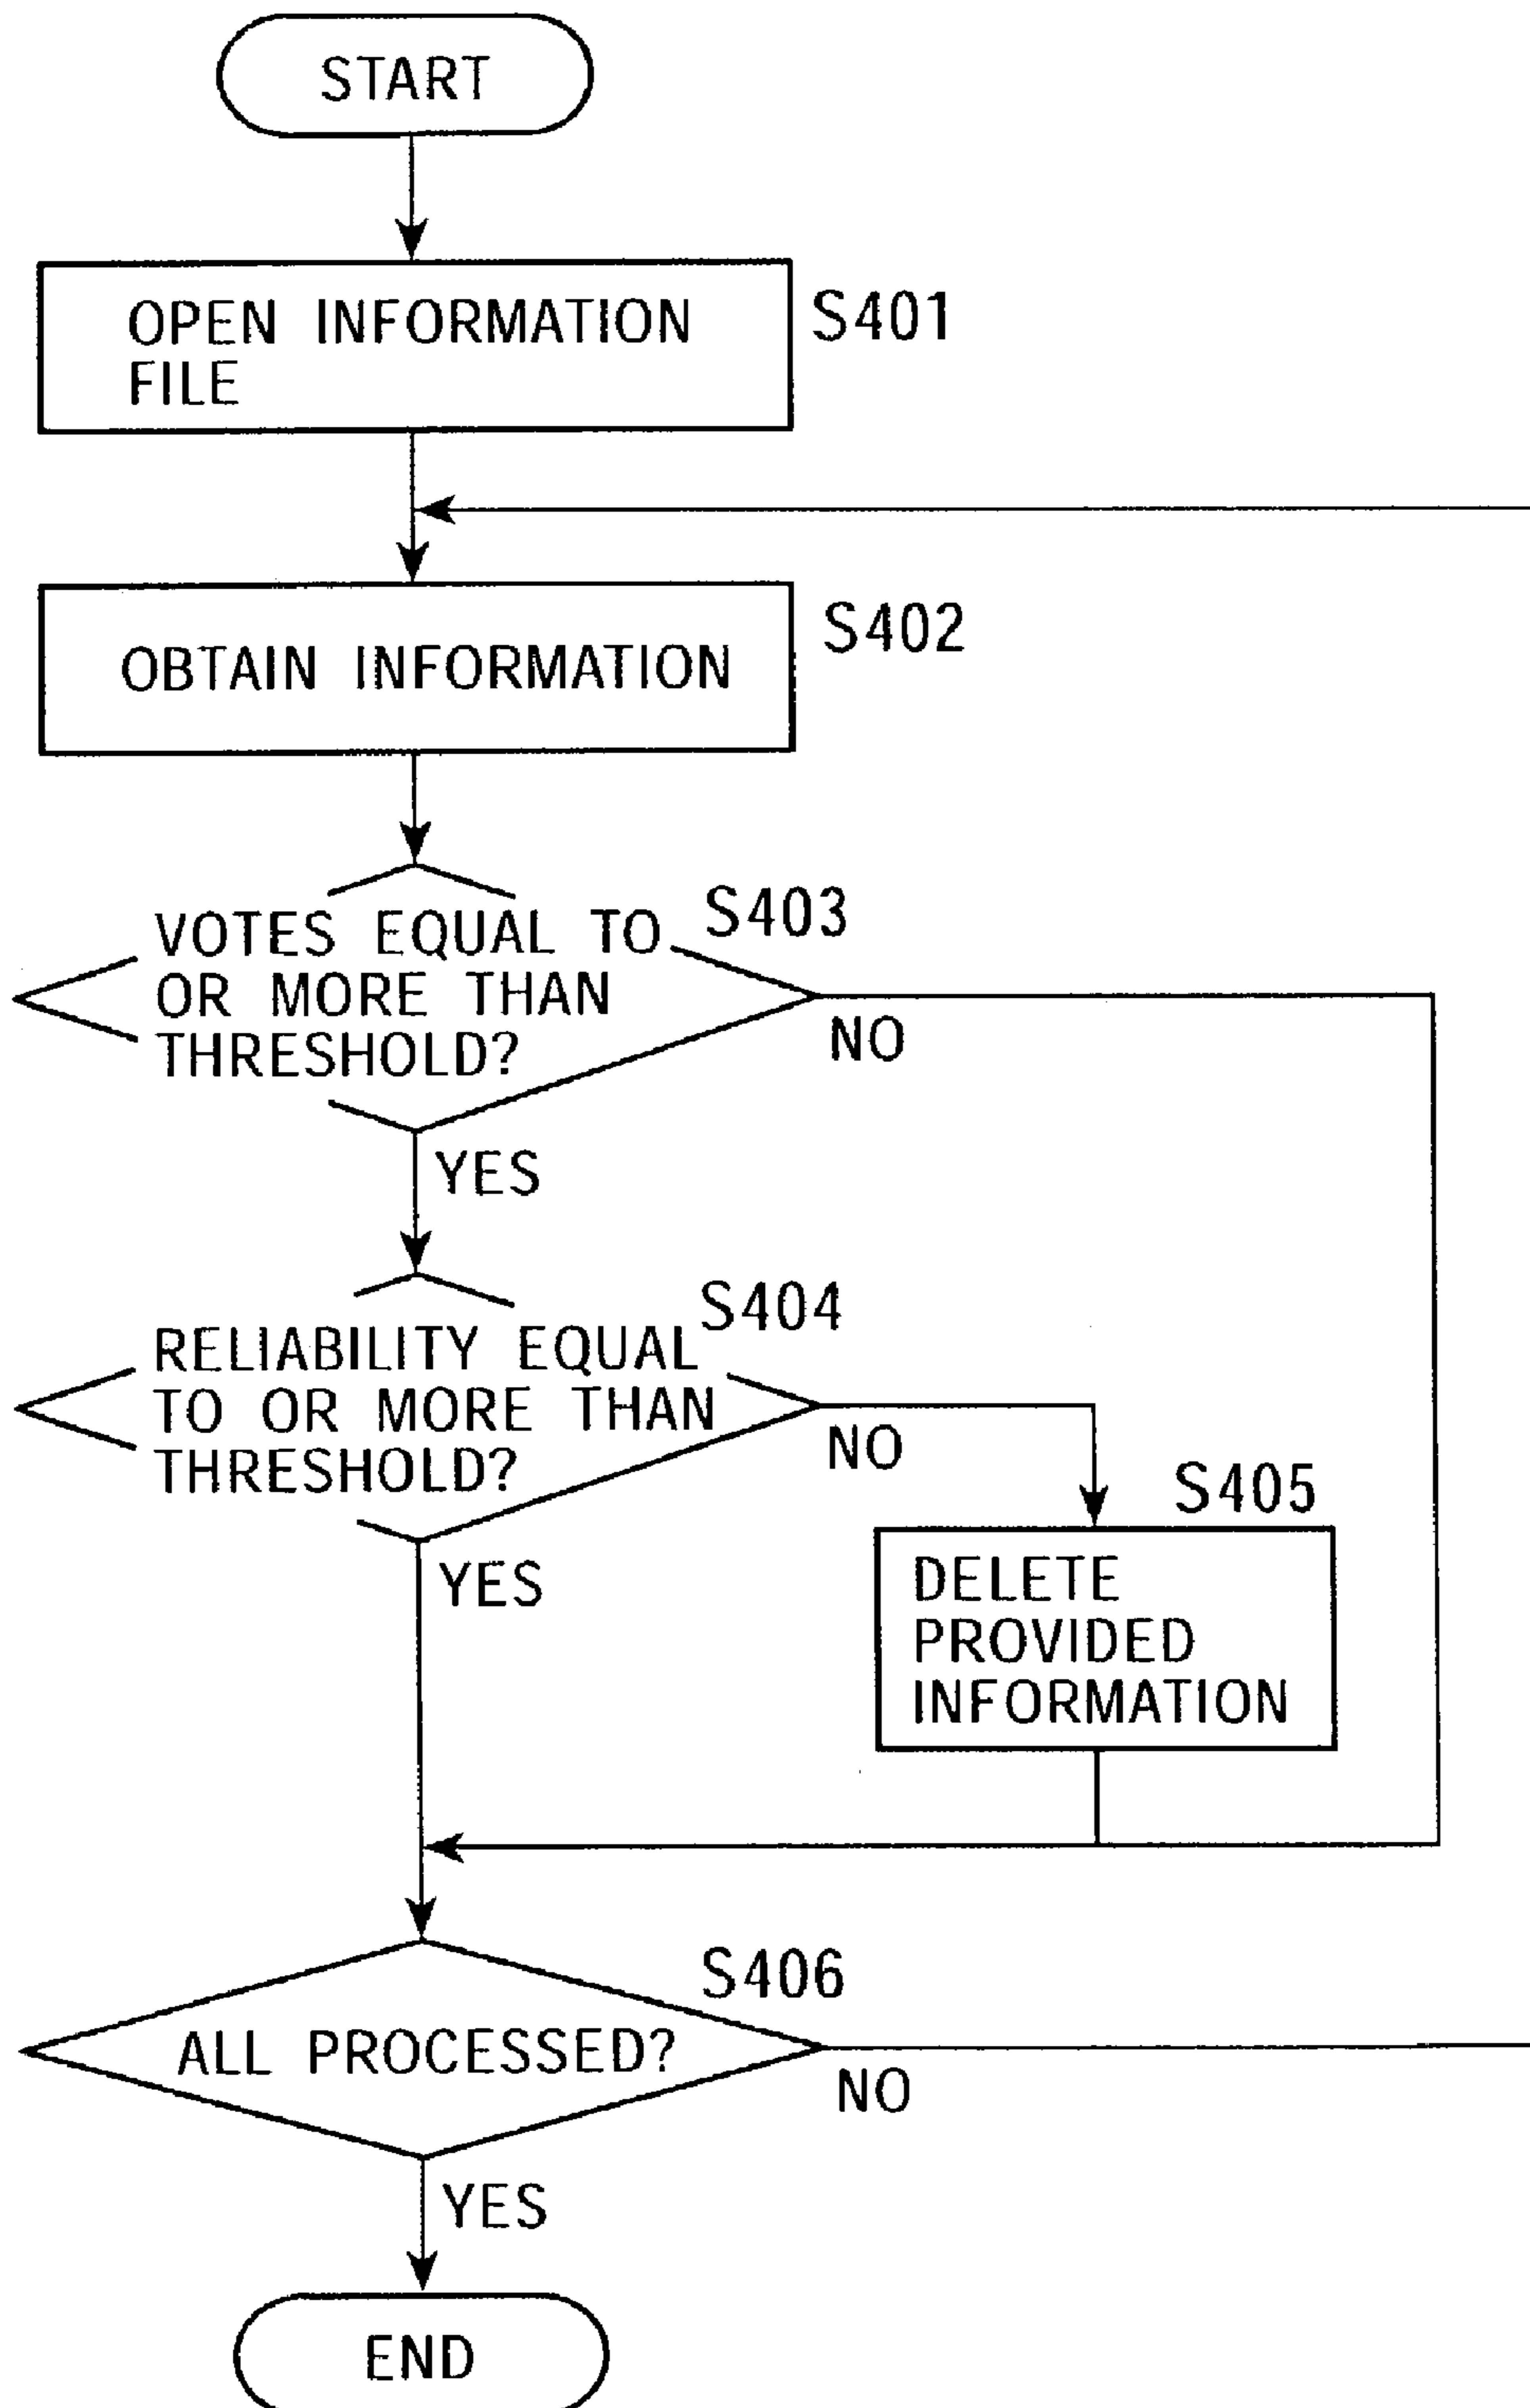 START
OPEN INFORMATION
FILE
S401
OBTAIN INFORMATION
S402
VOTES EQUAL TO
OR MORE THAN
THRESHOLD?
S403
NO
YES
RELIABILITY EQUAL
TO OR MORE THAN
THRESHOLD?
S404
NO
YES
S405
DELETE
PROVIDED
INFORMATION
ALL PROCESSED?
S406
NO
YES
END